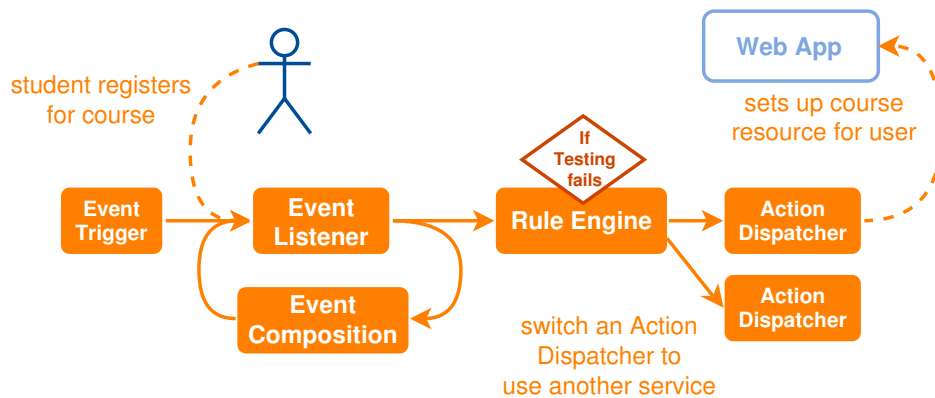 student registers
for course
Web App
sets up course
resource for user
If
Testing
fails
Event
Trigger
Event
Listener
Rule Engine
Action
Dispatcher
Event
Composition
Action
Dispatcher
switch an Action
Dispatcher to
use another service